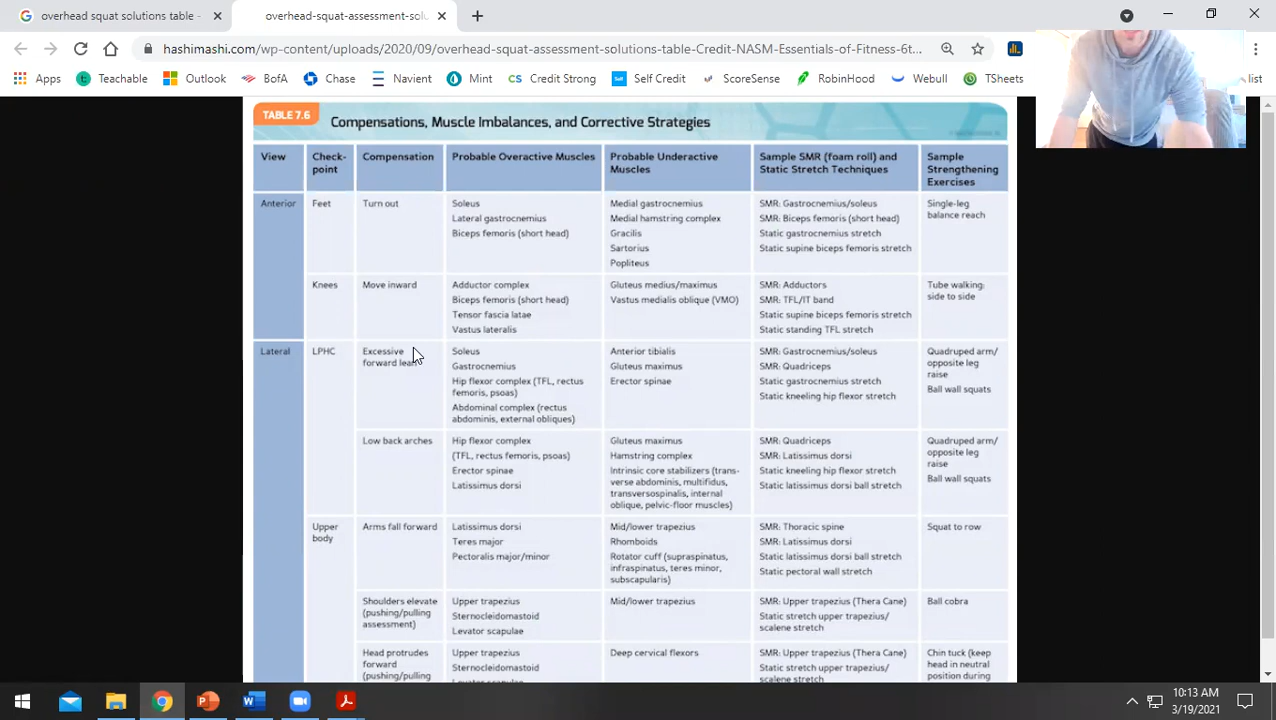 overhead squat solutions table -
overhead-squat-assessment-solu
hashimashi.com/wp-content/uploads/2020/09/overhead-squat-assessment-solutions-table-Credit-NASM-Essentials-of-Fitness-6t...
Apps Teachable Outlook BofA Chase Navient Mint CS Credit Strong Self Self Credit ScoreSense RobinHood Webull TSheets list
TABLE 7.6 Compensations, Muscle Imbalances, and Corrective Strategies
View
Check-
point
Compensation
Probable Overactive Muscles
Probable Underactive
Muscles
Sample SMR (foam roll) and
Static Stretch Techniques
Sample
Strengthening
Exercises
Anterior
Feet
Turn out
Soleus
Lateral gastrocnemius
Biceps femoris (short head)
Medial gastrocnemius
Medial hamstring complex
Gracilis
Sartorius
Popliteus
SMR: Gastrocnemius/soleus
SMR: Biceps femoris (short head)
Static gastrocnemius stretch
Static supine biceps femoris stretch
Single-leg
balance reach
Knees
Move inward
Adductor complex
Biceps femoris (short head)
Tensor fascia latae
Vastus lateralis
Gluteus medius/maximus
Vastus medialis oblique (VMO)
SMR: Adductors
SMR: TFL/IT band
Static supine biceps femoris stretch
Static standing TFL stretch
Tube walking:
side to side
Lateral
LPHC
Excessive
forward lean
Soleus
Gastrocnemius
Hip flexor complex (TFL, rectus
femoris, psoas)
Abdominal complex (rectus
abdominis, external obliques)
Anterior tibialis
Gluteus maximus
Erector spinae
SMR: Gastrocnemius/soleus
SMR: Quadriceps
Static gastrocnemius stretch
Static kneeling hip flexor stretch
Quadruped arm/
opposite leg
raise
Ball wall squats
Low back arches
Hip flexor complex
(TFL, rectus femoris, psoas)
Erector spinae
Latissimus dorsi
Gluteus maximus
Hamstring complex
Intrinsic core stabilizers (trans-
verse abdominis, multifidus,
transversospinalis, internal
oblique, pelvic-floor muscles)
SMR: Quadriceps
SMR: Latissimus dorsi
Static kneeling hip flexor stretch
Static latissimus dorsi ball stretch
Quadruped arm/
opposite leg
raise
Ball wall squats
Upper
body
Arms fall forward
Latissimus dorsi
Teres major
Pectoralis major/minor
Mid/lower trapezius
Rhomboids
Rotator cuff (supraspinatus,
infraspinatus, teres minor,
subscapularis)
SMR: Thoracic spine
SMR: Latissimus dorsi
Static latissimus dorsi ball stretch
Static pectoral wall stretch
Squat to row
Shoulders elevate
(pushing/pulling
assessment)
Upper trapezius
Sternocleidomastoid
Levator scapulae
Mid/lower trapezius
SMR: Upper trapezius (Thera Cane)
Static stretch upper trapezius/
scalene stretch
Ball cobra
Head protrudes
forward
(pushing/pulling
Upper trapezius
Sternocleidomastoid
Levator scapulae
Deep cervical flexors
SMR: Upper trapezius (Thera Cane)
Static stretch upper trapezius/
scalene stretch
Chin tuck (keep
head in neutral
position during
10:13 AM
3/19/2021